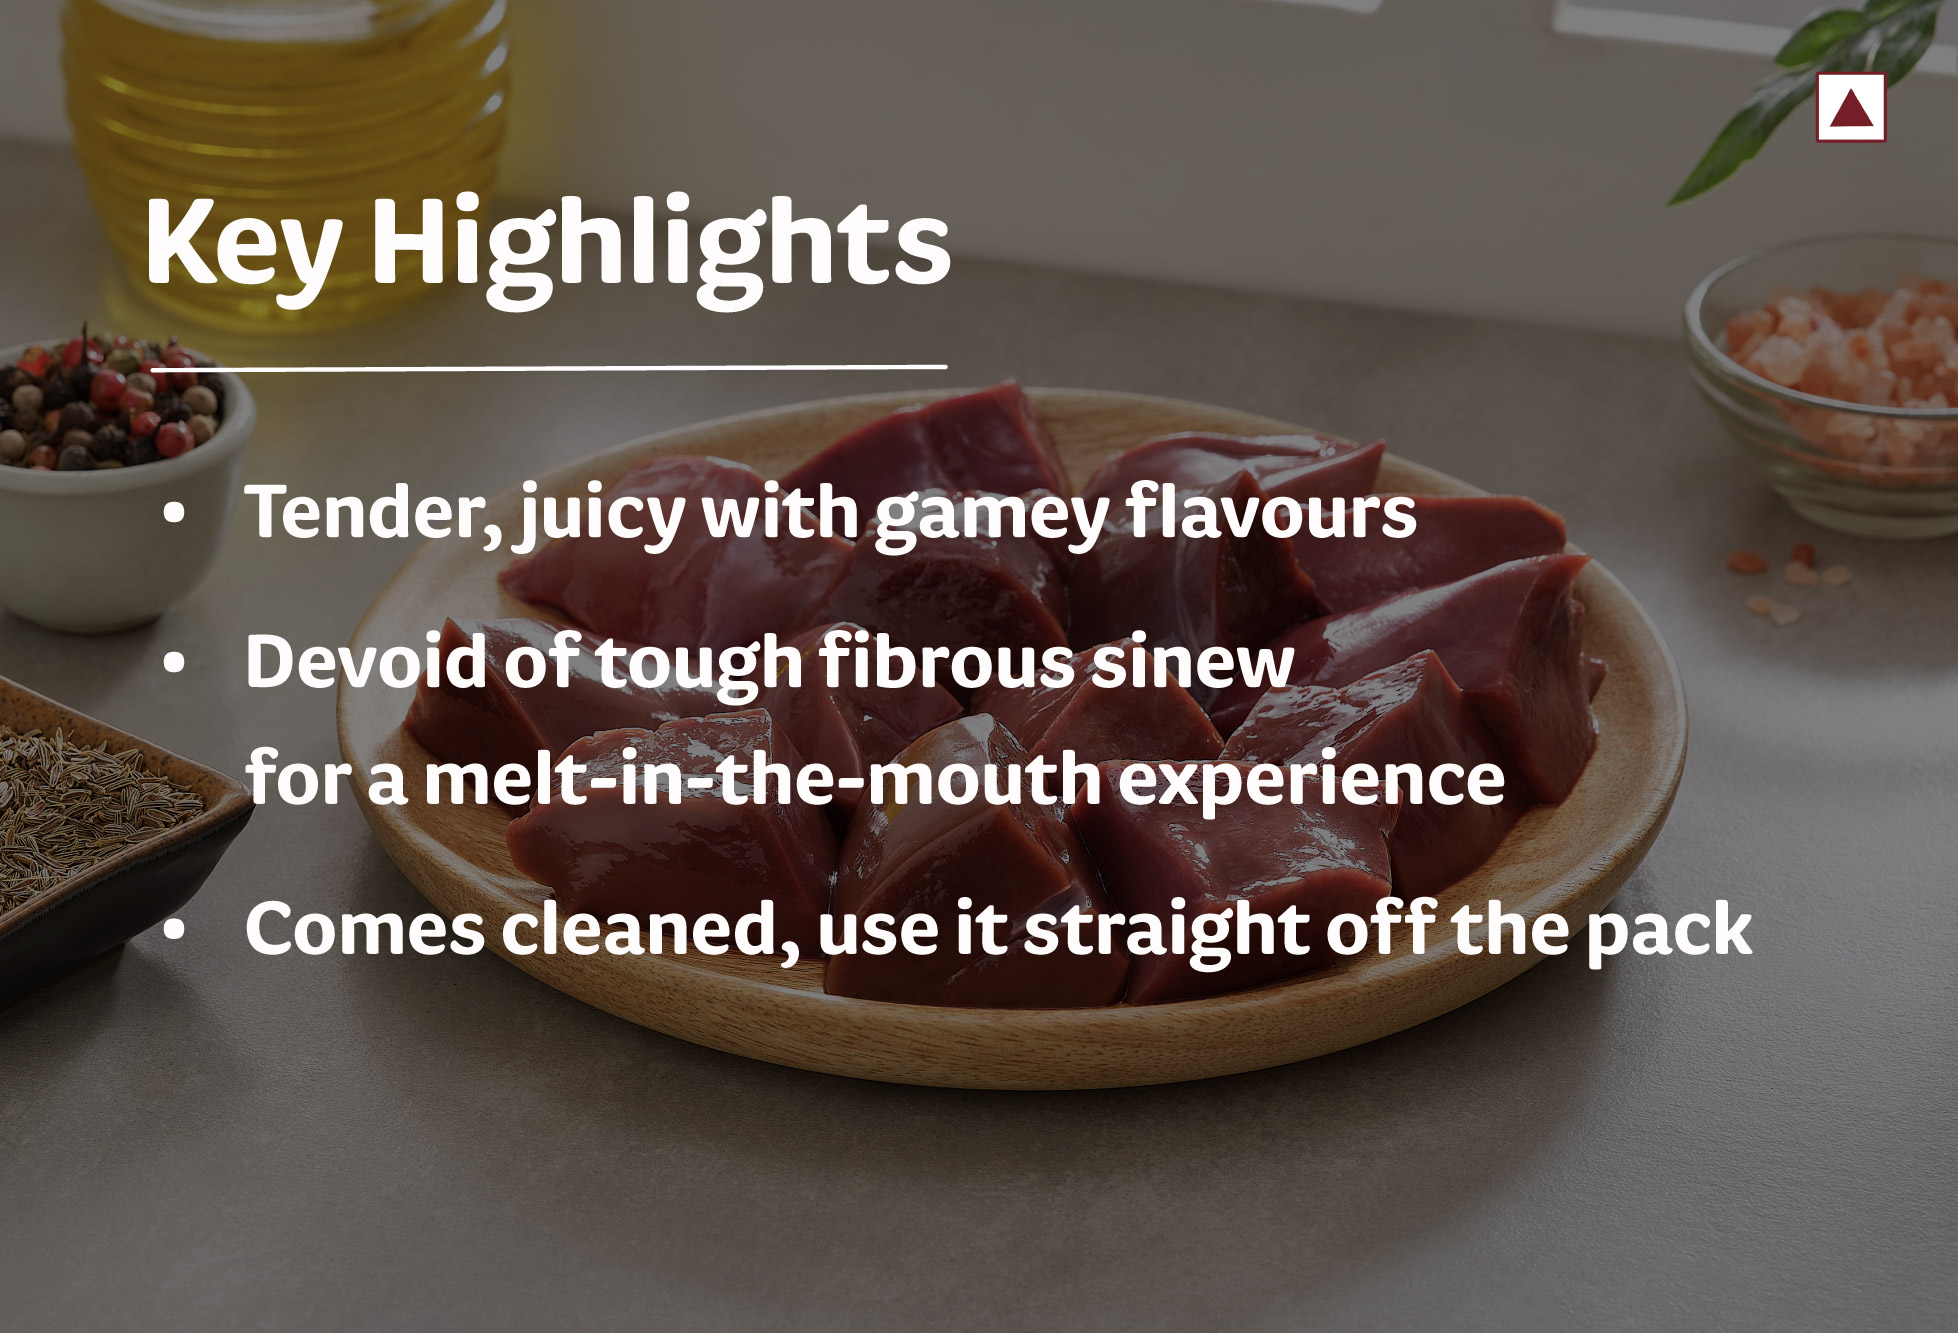 Key Highlights
• Tender, juicy with gamey flavours
• Devoid of tough fibrous sinew
for a melt-in-the-mouth experience
• Comes cleaned, use it straight off the pack